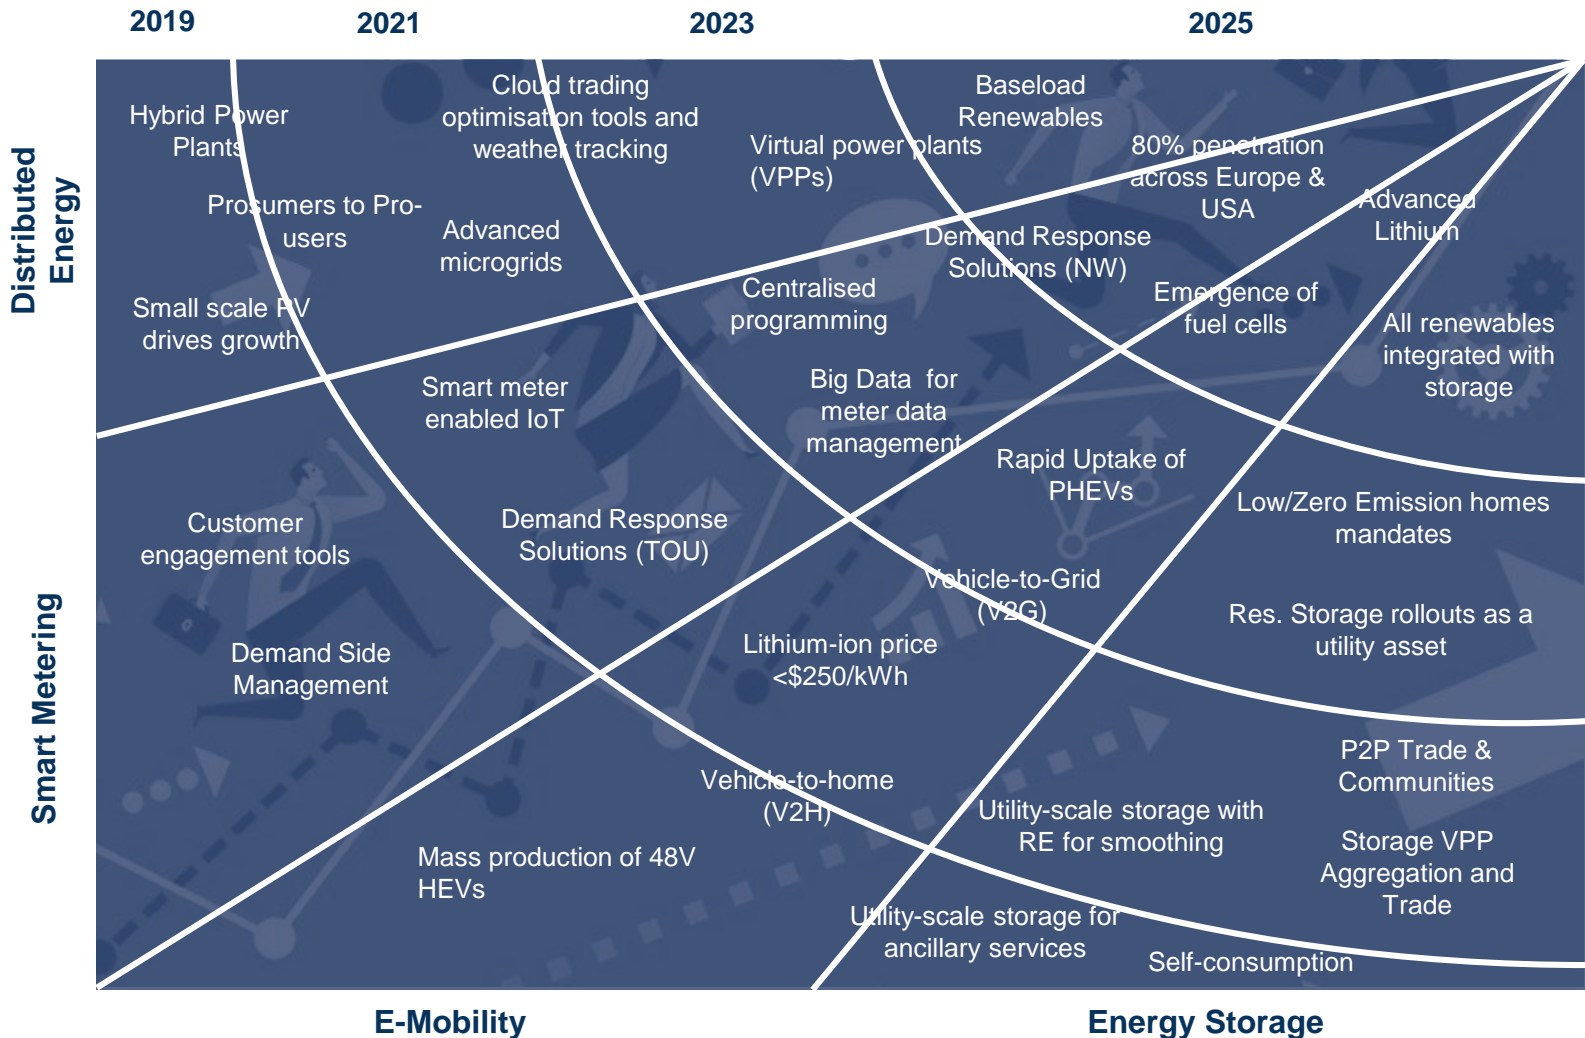 2019
2021
2023
2025
Distributed
Energy
Smart Metering
Hybrid Power
Plants
Prosumers to Pro-
users
Small scale PV
drives growth
Cloud trading
optimisation tools and
weather tracking
Advanced
microgrids
Virtual power plants
(VPPs)
Baseload
Renewables
80% penetration
across Europe &
USA
Advanced
Lithium
Demand Response
Solutions (NW)
Centralised
programming
Emergence of
fuel cells
All renewables
integrated with
storage
Smart meter
enabled IoT
Big Data  for
meter data
management
Rapid Uptake of
PHEVs
Low/Zero Emission homes
mandates
Customer
engagement tools
Demand Response
Solutions (TOU)
Vehicle-to-Grid
(V2G)
Res. Storage rollouts as a
utility asset
Demand Side
Management
Lithium-ion price
<$250/kWh
P2P Trade &
Communities
Vehicle-to-home
(V2H)
Utility-scale storage with
RE for smoothing
Storage VPP
Aggregation and
Trade
Mass production of 48V
HEVs
Utility-scale storage for
ancillary services
Self-consumption
E-Mobility
Energy Storage